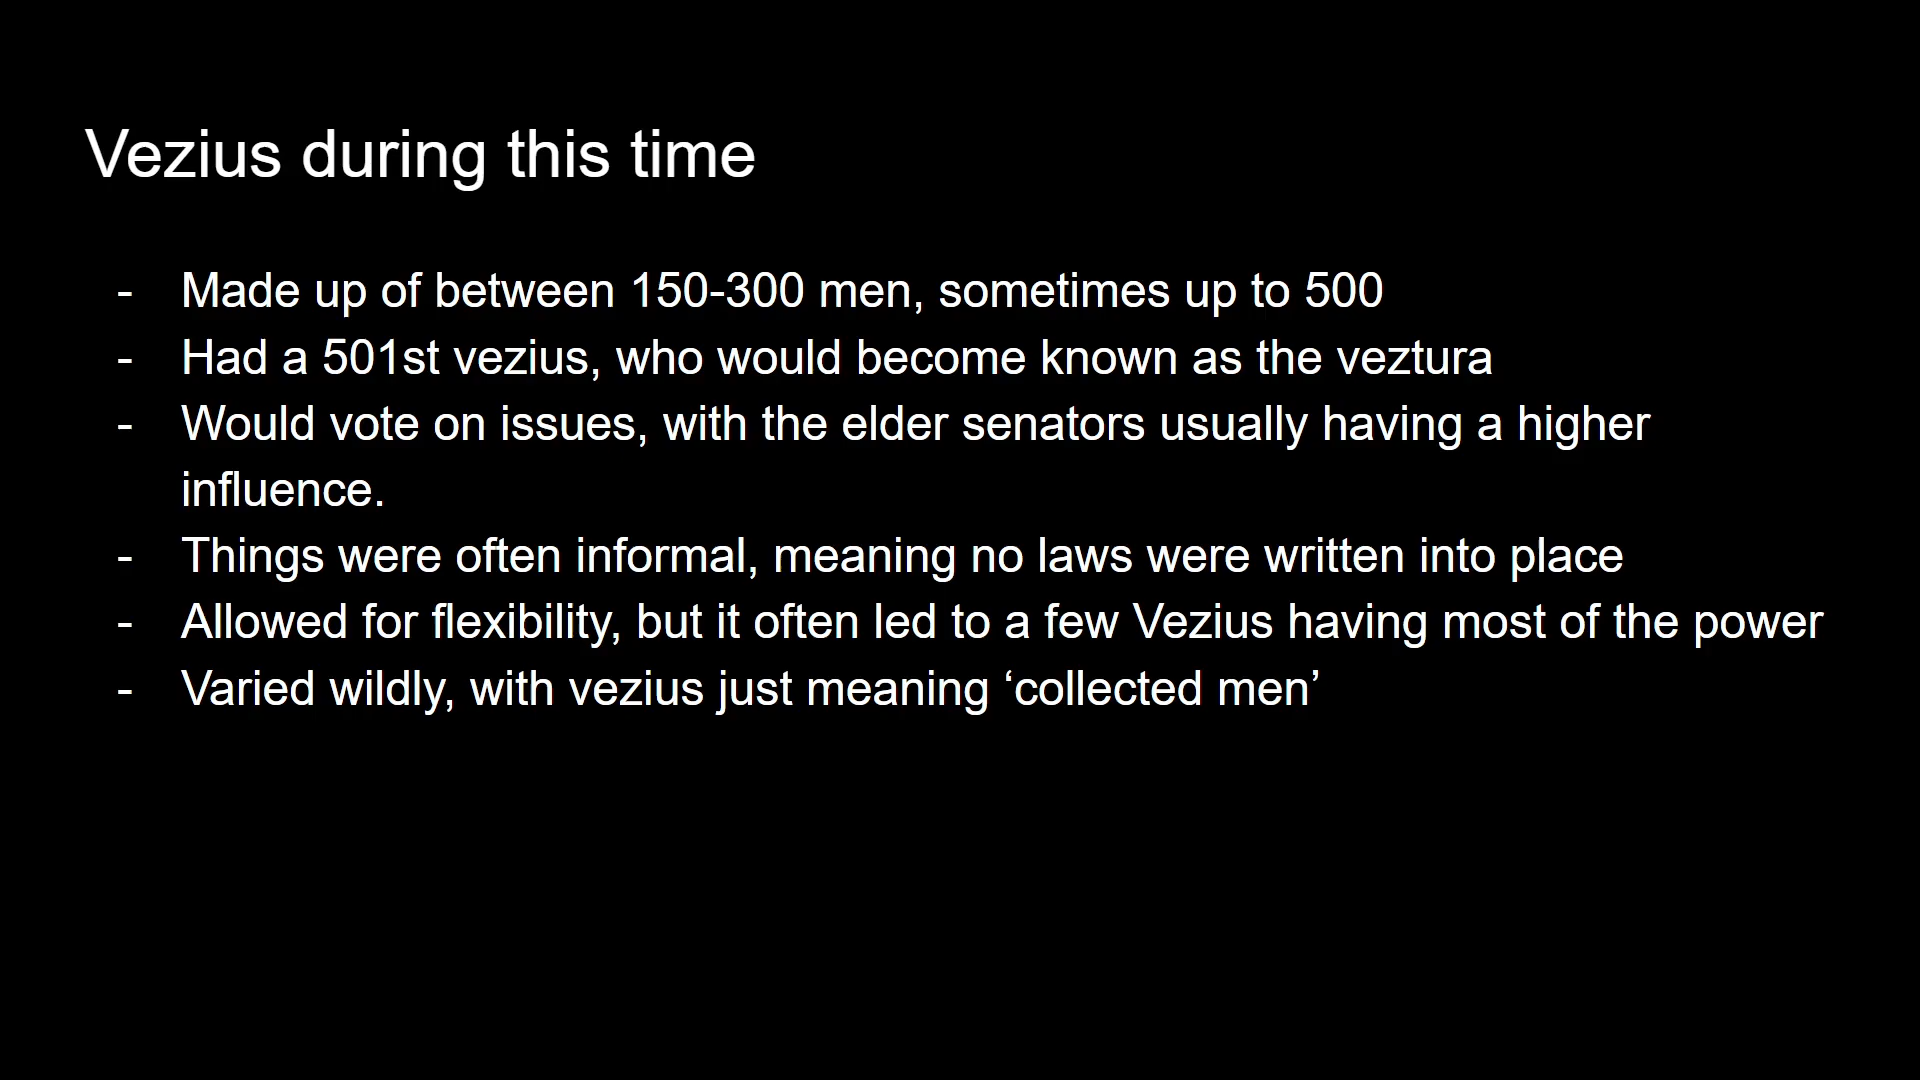 Vezius during this time
- Made up of between 150-300 men, sometimes up to 500
- Had a 501st vezius, who would become known as the veztura
- Would vote on issues, with the elder senators usually having a higher
influence.
- Things were often informal, meaning no laws were written into place
- Allowed for flexibility, but it often led to a few Vezius having most of the power
- Varied wildly, with vezius just meaning ‘collected men’